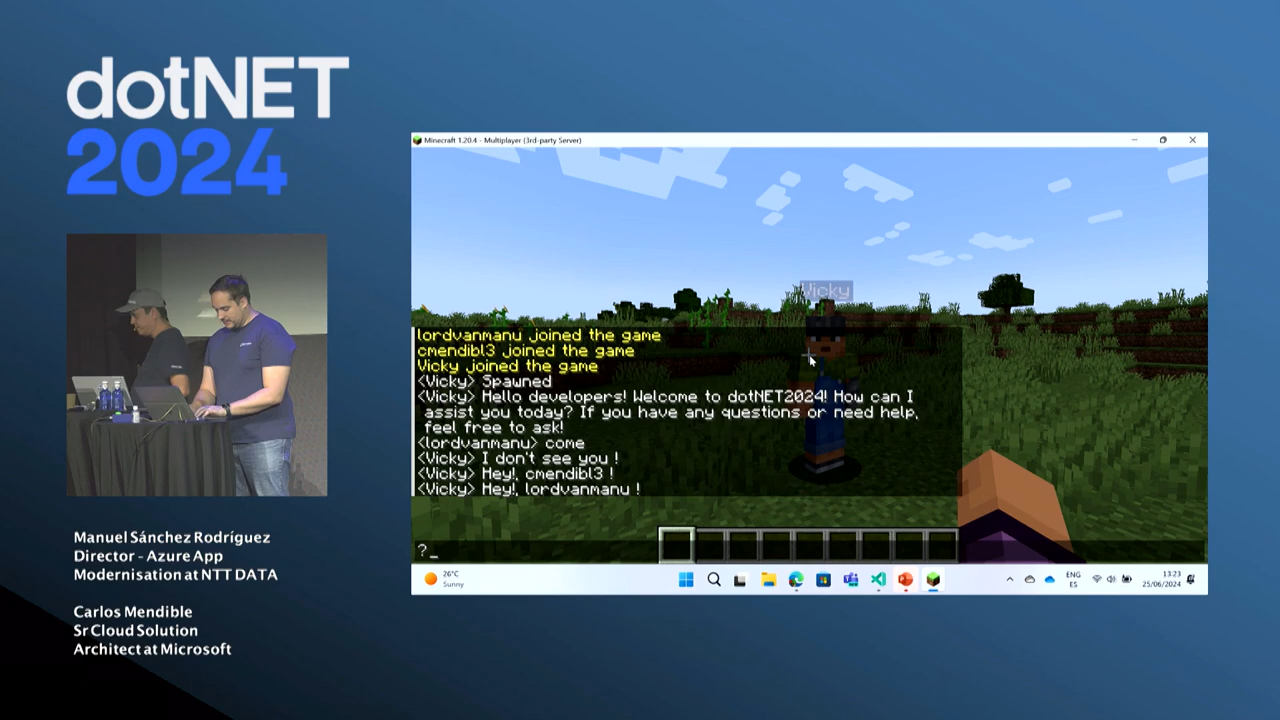 dotNET
2024
Manuel Sánchez Rodríguez
Director - Azure App
Modernisation at NTT DATA
Carlos Mendible
Sr Cloud Solution
Architect at Microsoft
Minecraft 1.20.4 - Multiplayer (3rd-party Server)
Vicky
lordvanmanu joined the game
cmendibl3 joined the game
Vicky joined the game
<Vicky> Spawned
<Vicky> Hello developers! Welcome to dotNET2024! How can I
assist you today? If you have any questions or need help,
feel free to ask!
<lordvanmanu> come
<Vicky> I don't see you !
<Vicky> Hey!, cmendibl3 !
<Vicky> Hey!, lordvanmanu !
?_
26°C
Sunny
ENG
ES
13:23
25/06/2024